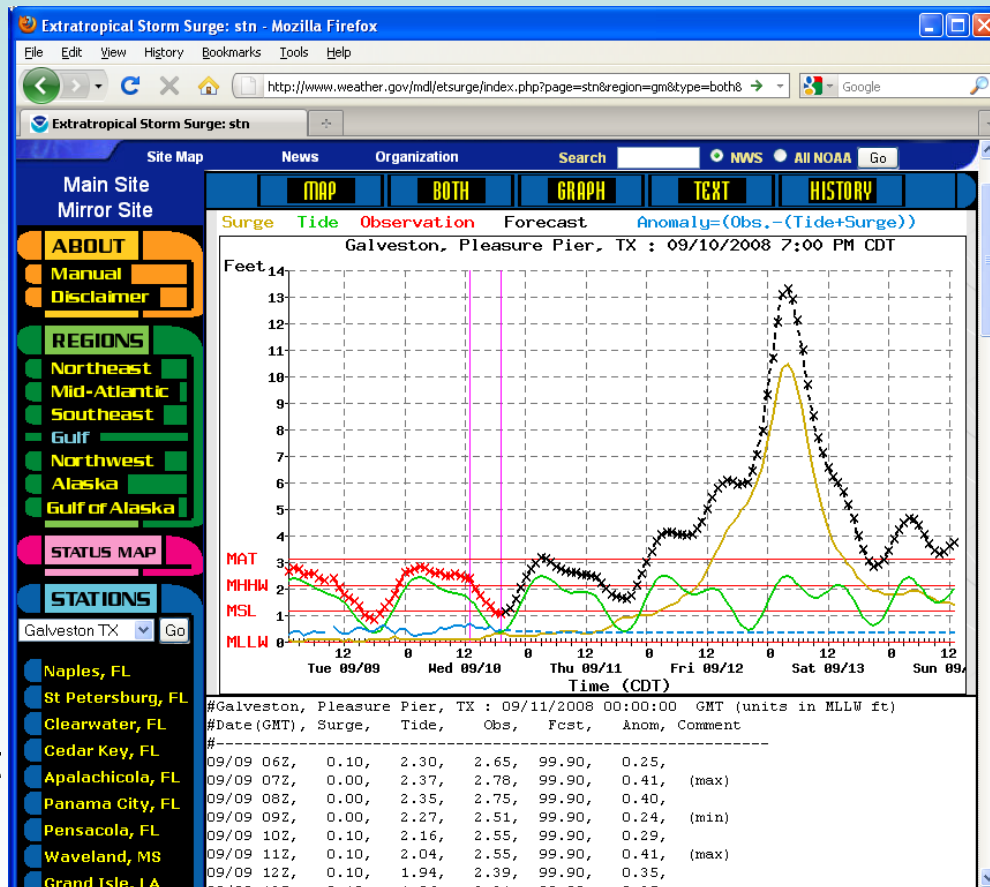 Extratropical Storm Surge: stn - Mozilla Firefox
File Edit View History Bookmarks Tools Help
http://www.weather.gov/mdl/etsurge/index.php?page=stn&region=gm&type=both& Google
Extratropical Storm Surge: stn
Site Map News Organization Search NWS All NOAA Go
Main Site
Mirror Site
MAP BOTH GRAPH TEXT HISTORY
ABOUT
Manual
Disclaimer
REGIONS
Northeast
Mid-Atlantic
Southeast
Gulf
Northwest
Alaska
Gulf of Alaska
STATUS MAP
STATIONS
Galveston TX Go
Naples, FL
St Petersburg, FL
Clearwater, FL
Cedar Key, FL
Apalachicola, FL
Panama City, FL
Pensacola, FL
Waveland, MS
Grand Isle, LA
Surge Tide Observation Forecast Anomaly=(Obs.-(Tide+Surge))
Galveston, Pleasure Pier, TX : 09/10/2008 7:00 PM CDT
Feet
14
13
12
11
10
9
8
7
6
5
4
3
2
1
0
MAT
MHHW
MSL
MLLW
12 0 12 0 12 0 12 0 12 0 12
Tue 09/09 Wed 09/10 Thu 09/11 Fri 09/12 Sat 09/13 Sun 09/
Time (CDT)
#Galveston, Pleasure Pier, TX : 09/11/2008 00:00:00 GMT (units in MLLW ft)
#Date(GMT), Surge, Tide, Obs, Fcst, Anom, Comment
#------------------------------------------------------------------
09/09 06Z, 0.10, 2.30, 2.65, 99.90, 0.25,
09/09 07Z, 0.00, 2.37, 2.78, 99.90, 0.41, (max)
09/09 08Z, 0.00, 2.35, 2.75, 99.90, 0.40,
09/09 09Z, 0.00, 2.27, 2.51, 99.90, 0.24, (min)
09/09 10Z, 0.10, 2.16, 2.55, 99.90, 0.29,
09/09 11Z, 0.10, 2.04, 2.55, 99.90, 0.41, (max)
09/09 12Z, 0.10, 1.94, 2.39, 99.90, 0.35,